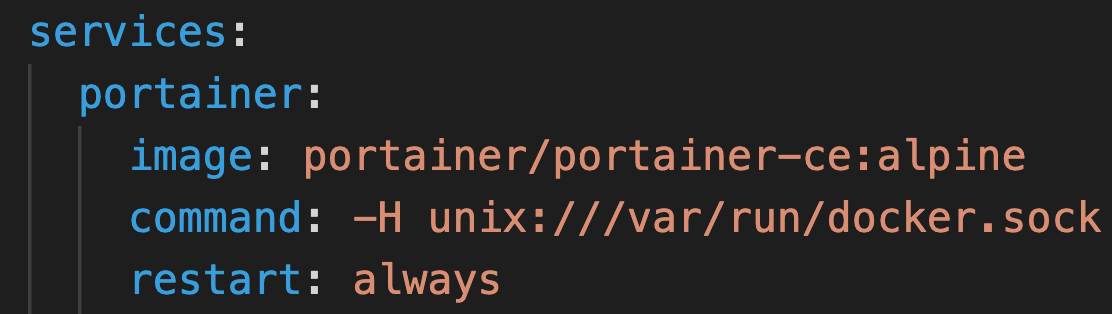 services:
portainer:
image: portainer/portainer-ce:alpine
command: -H unix:///var/run/docker.sock
restart: always